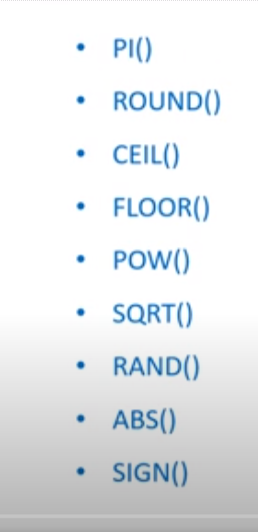 • PI()
• ROUND()
• CEIL()
• FLOOR()
• POW()
• SQRT()
• RAND()
• ABS()
• SIGN()